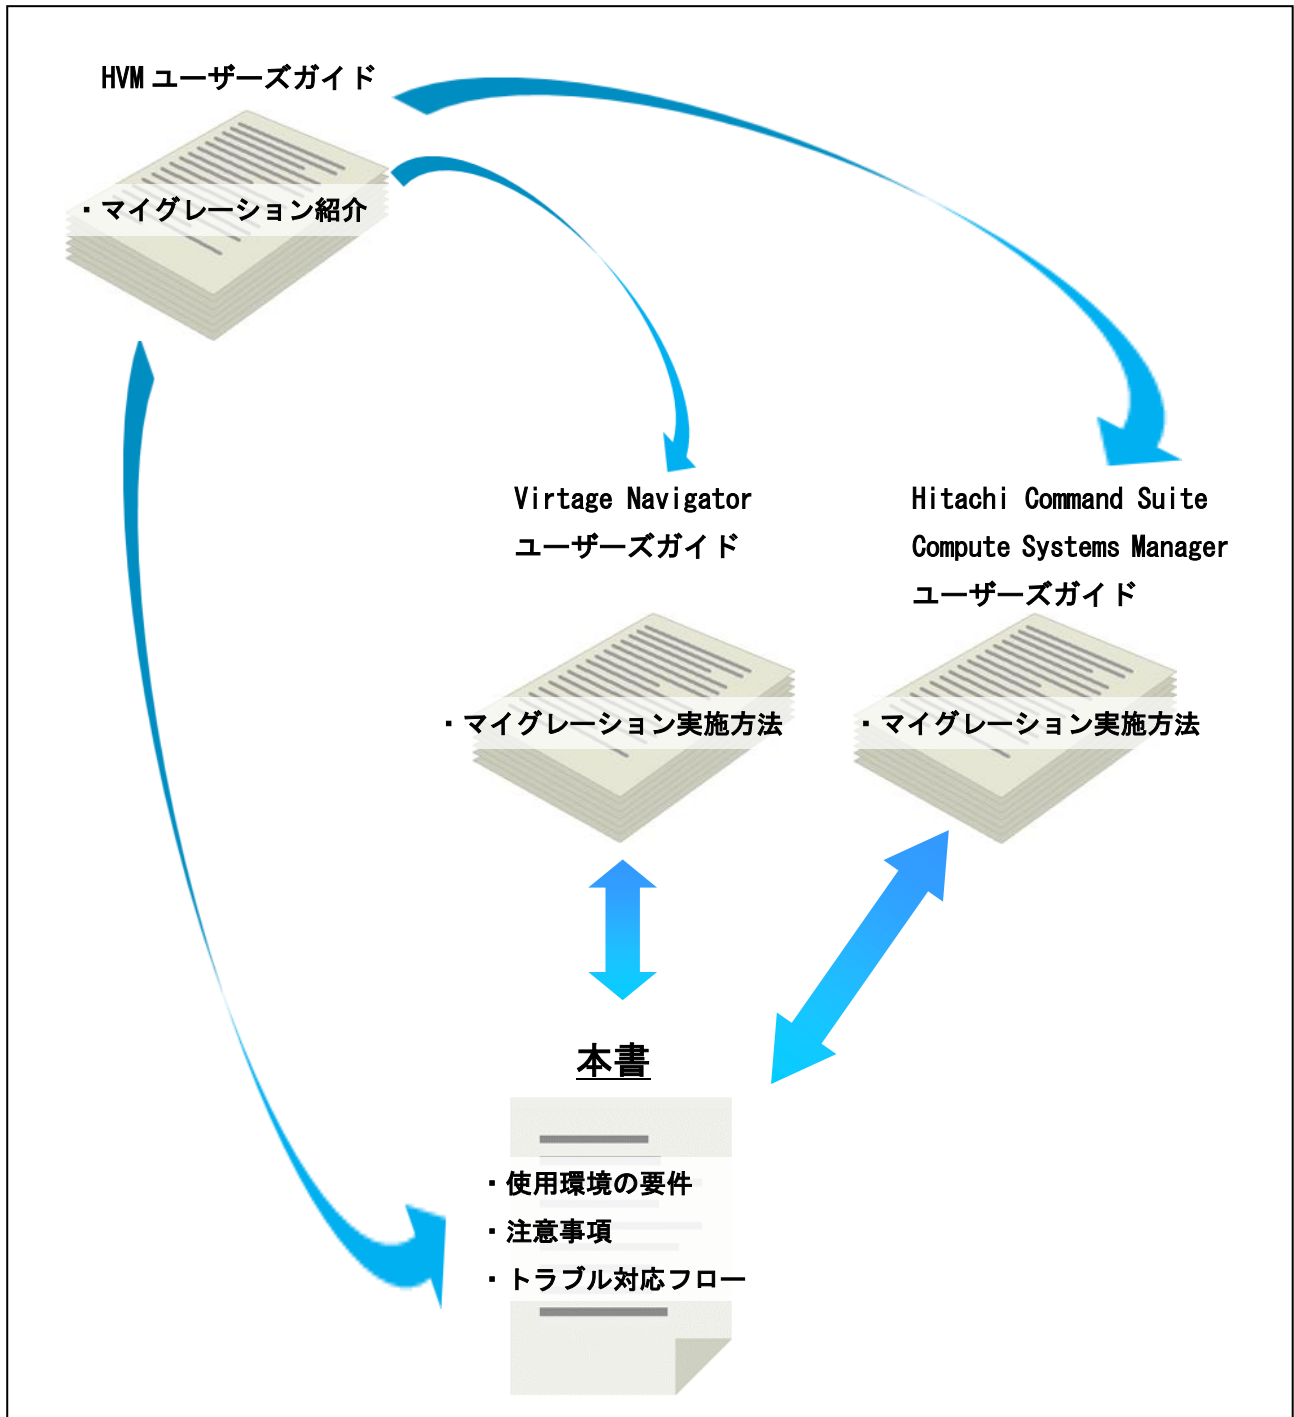 HVM ユーザーズガイド
・マイグレーション紹介
Virtage Navigator
ユーザーズガイド
Hitachi Command Suite
Compute Systems Manager
ユーザーズガイド
・マイグレーション実施方法
・マイグレーション実施方法
本書
・使用環境の要件
・注意事項
・トラブル対応フロー